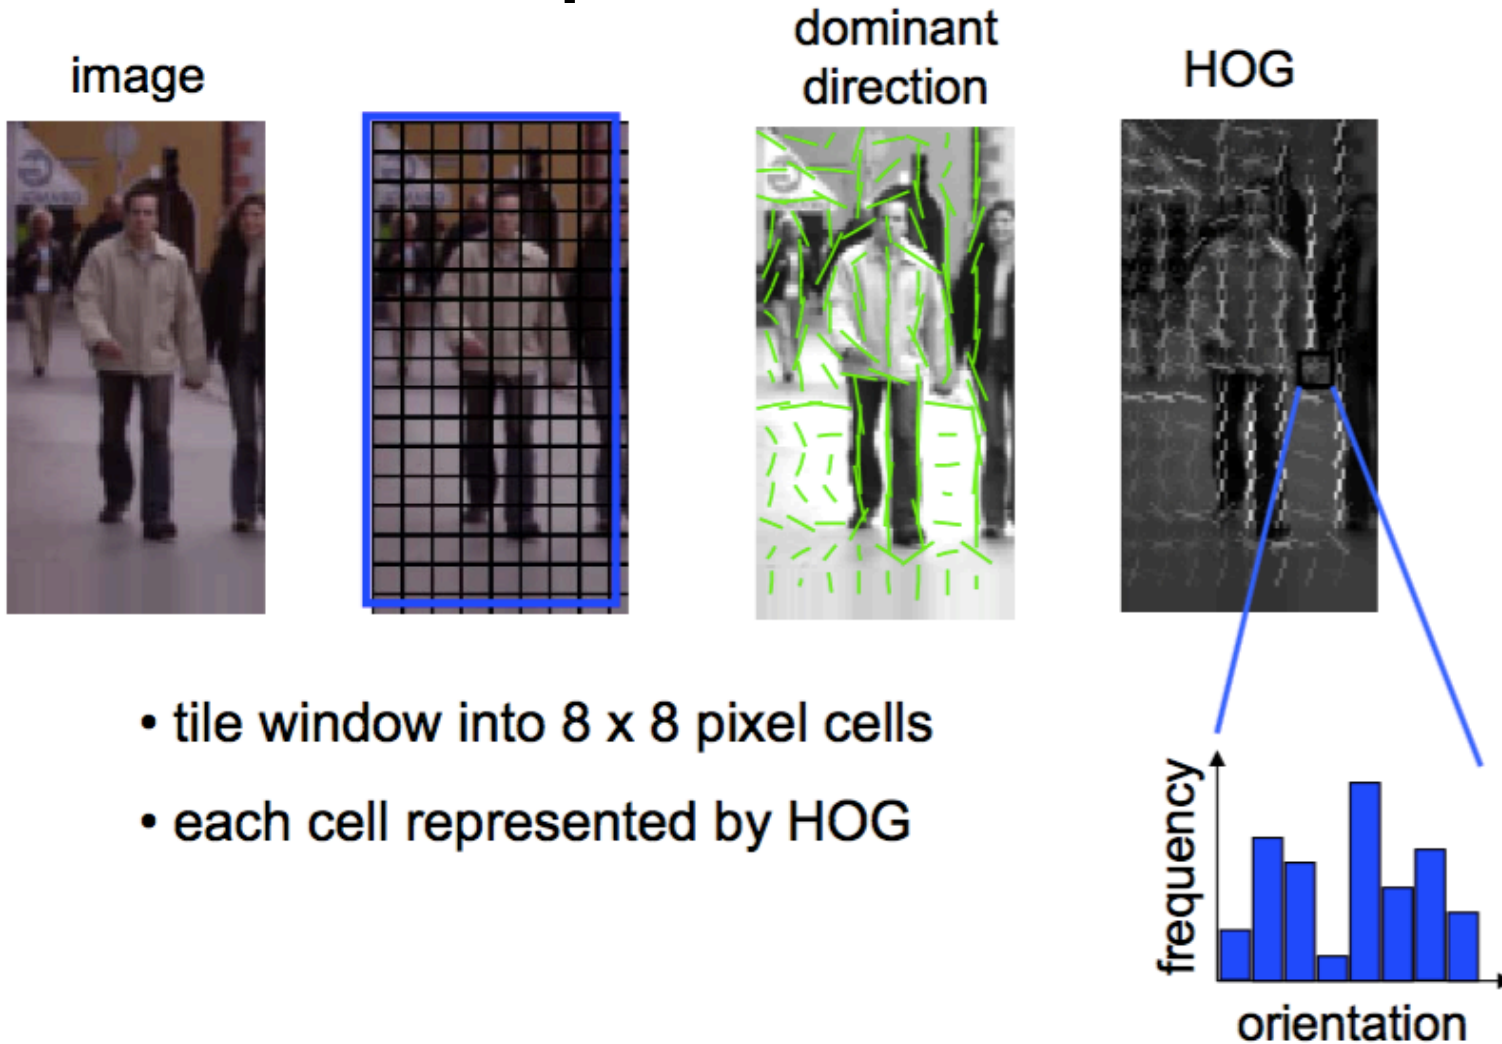 image
dominant
direction
HOG
• tile window into 8 x 8 pixel cells
• each cell represented by HOG
frequency
orientation